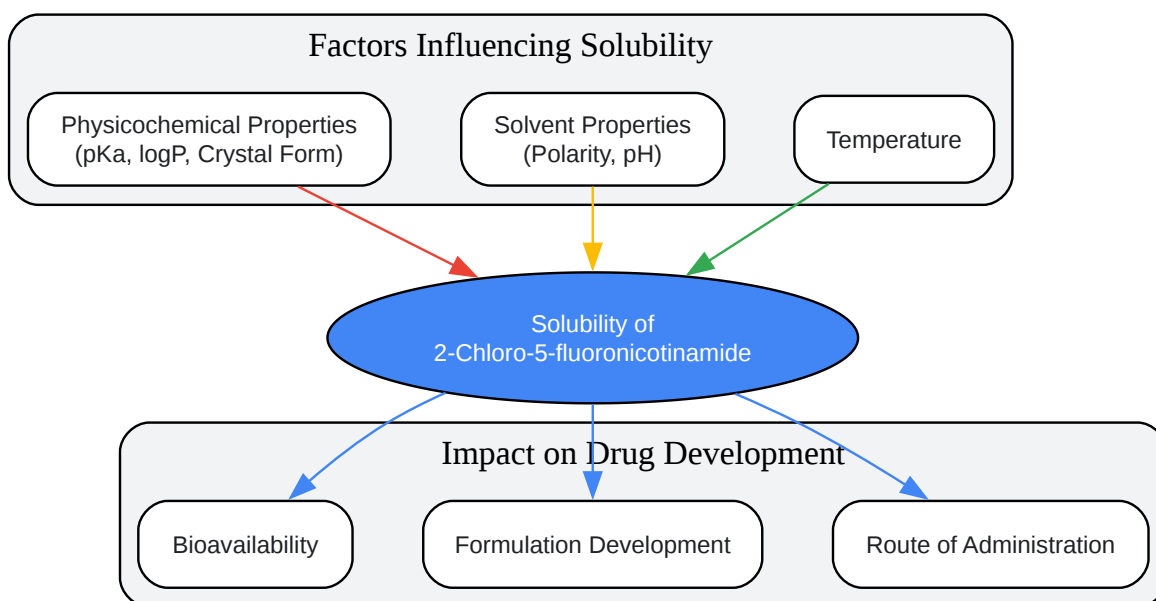 Factors Influencing Solubility
Physicochemical Properties
(pKa, logP, Crystal Form)
Solvent Properties
(Polarity, pH)
Temperature
Solubility of
2-Chloro-5-fluoronicotinamide
Impact on Drug Development
Bioavailability
Formulation Development
Route of Administration